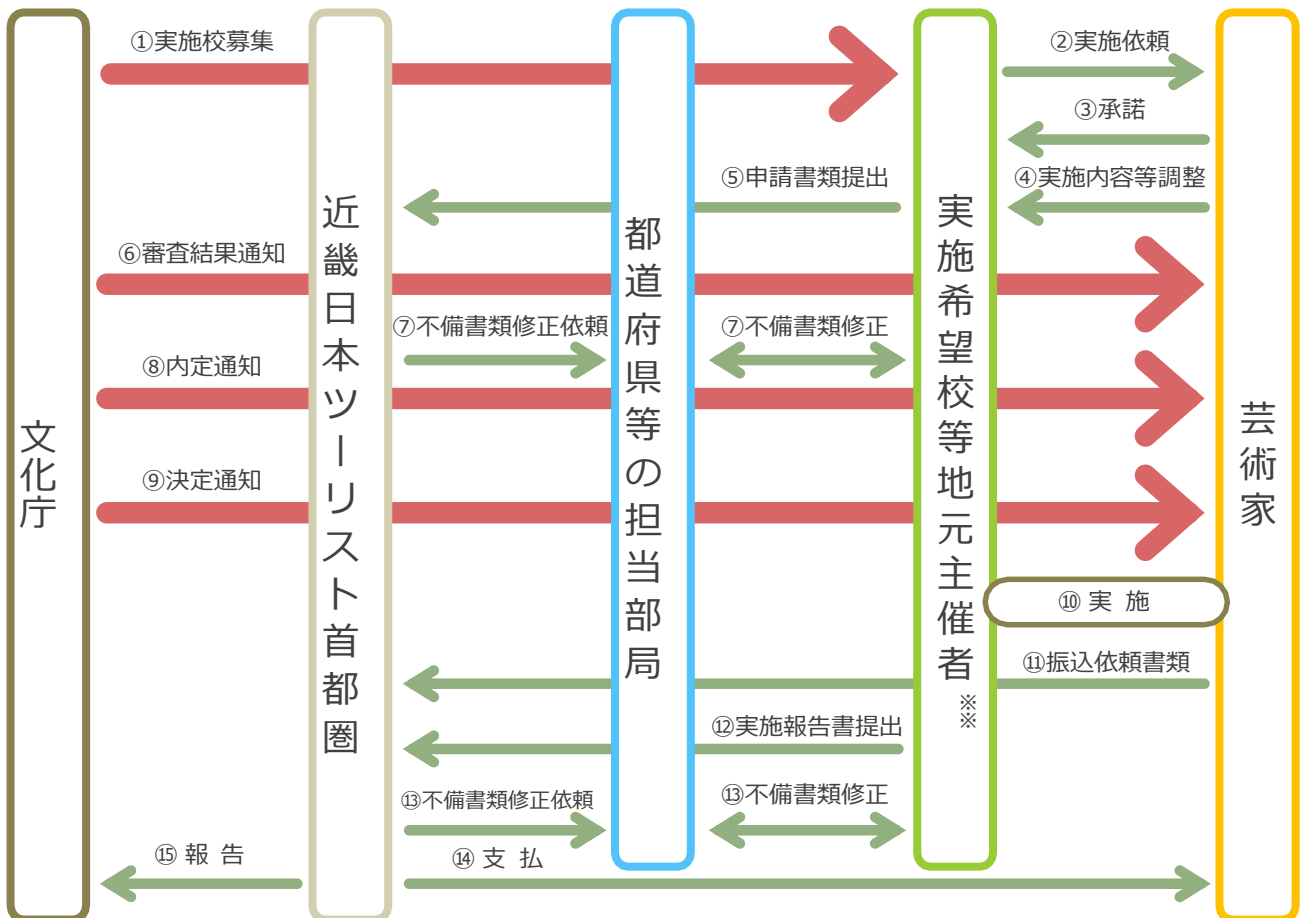 ①実施校募集
②実施依頼
③承諾
⑤申請書類提出
④実施内容等調整
⑥審査結果通知
⑦不備書類修正依頼
⑦不備書類修正
⑧内定通知
⑨決定通知
⑩ 実 施
⑪振込依頼書類
⑫実施報告書提出
⑬不備書類修正依頼
⑬不備書類修正
⑮ 報 告
⑭ 支 払
文化庁
近畿日本ツーリスト首都圏
都道府県等の担当部局
実施希望校等地元主催者※※
芸術家